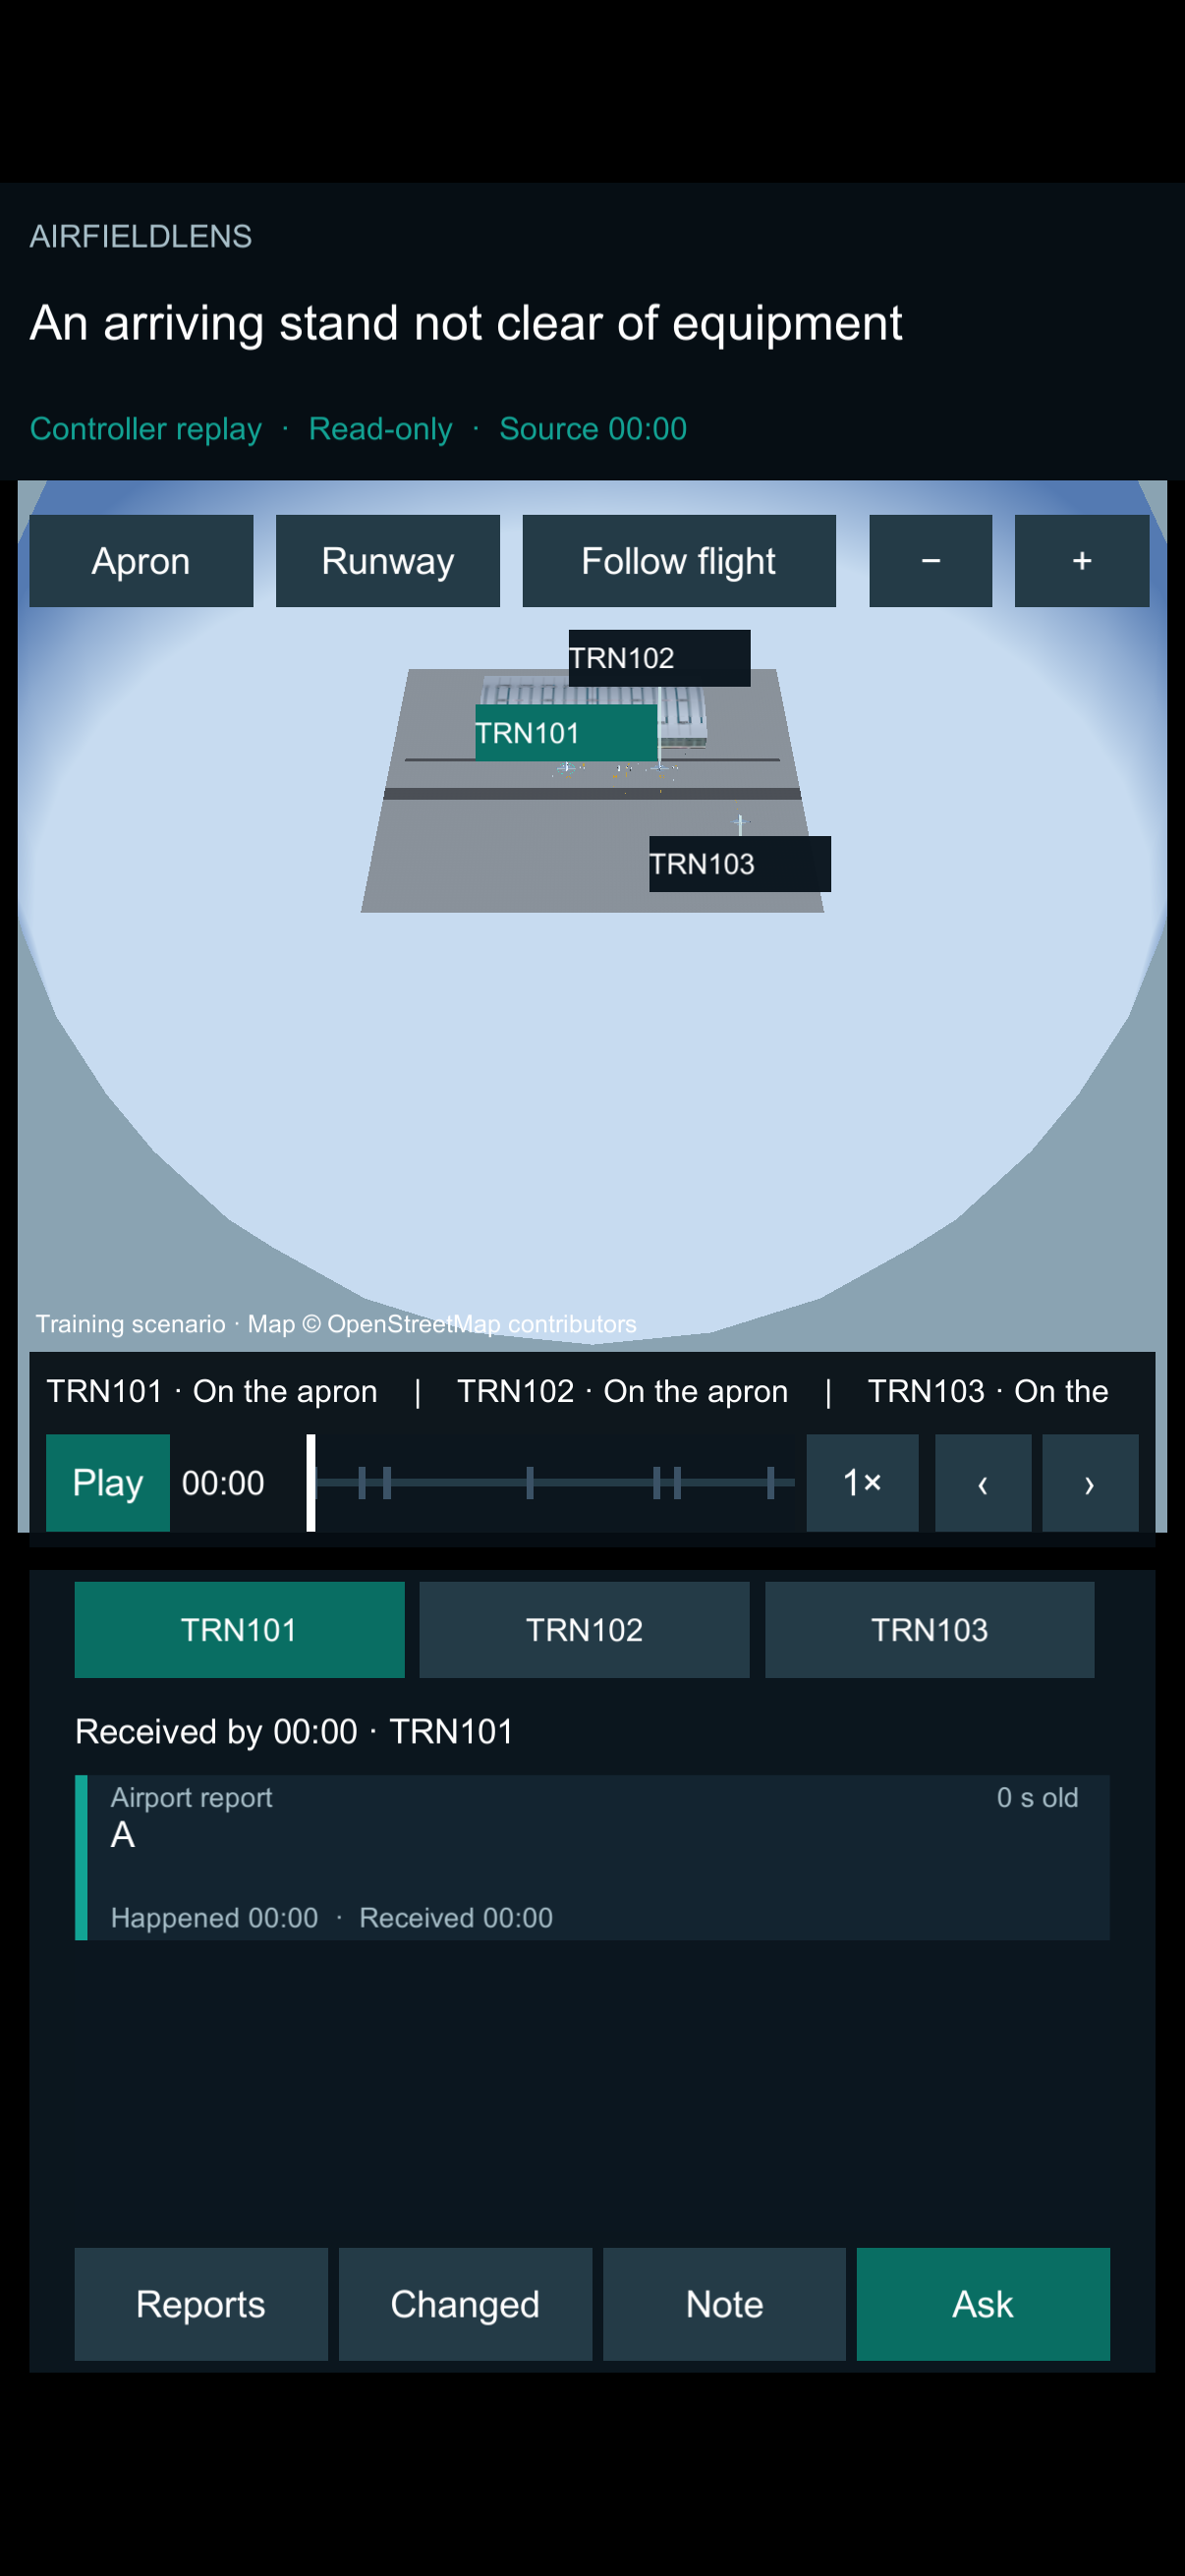 AIRFIELDLENS
An arriving stand not clear of equipment
Controller replay · Read-only · Source 00:00
Apron Runway Follow flight − +
TRN102
TRN101
TRN103
Training scenario · Map © OpenStreetMap contributors
TRN101 · On the apron | TRN102 · On the apron | TRN103 · On the
Play 00:00 1× ‹ ›
TRN101 TRN102 TRN103
Received by 00:00 · TRN101
Airport report 0 s old
A
Happened 00:00 · Received 00:00
Reports Changed Note Ask